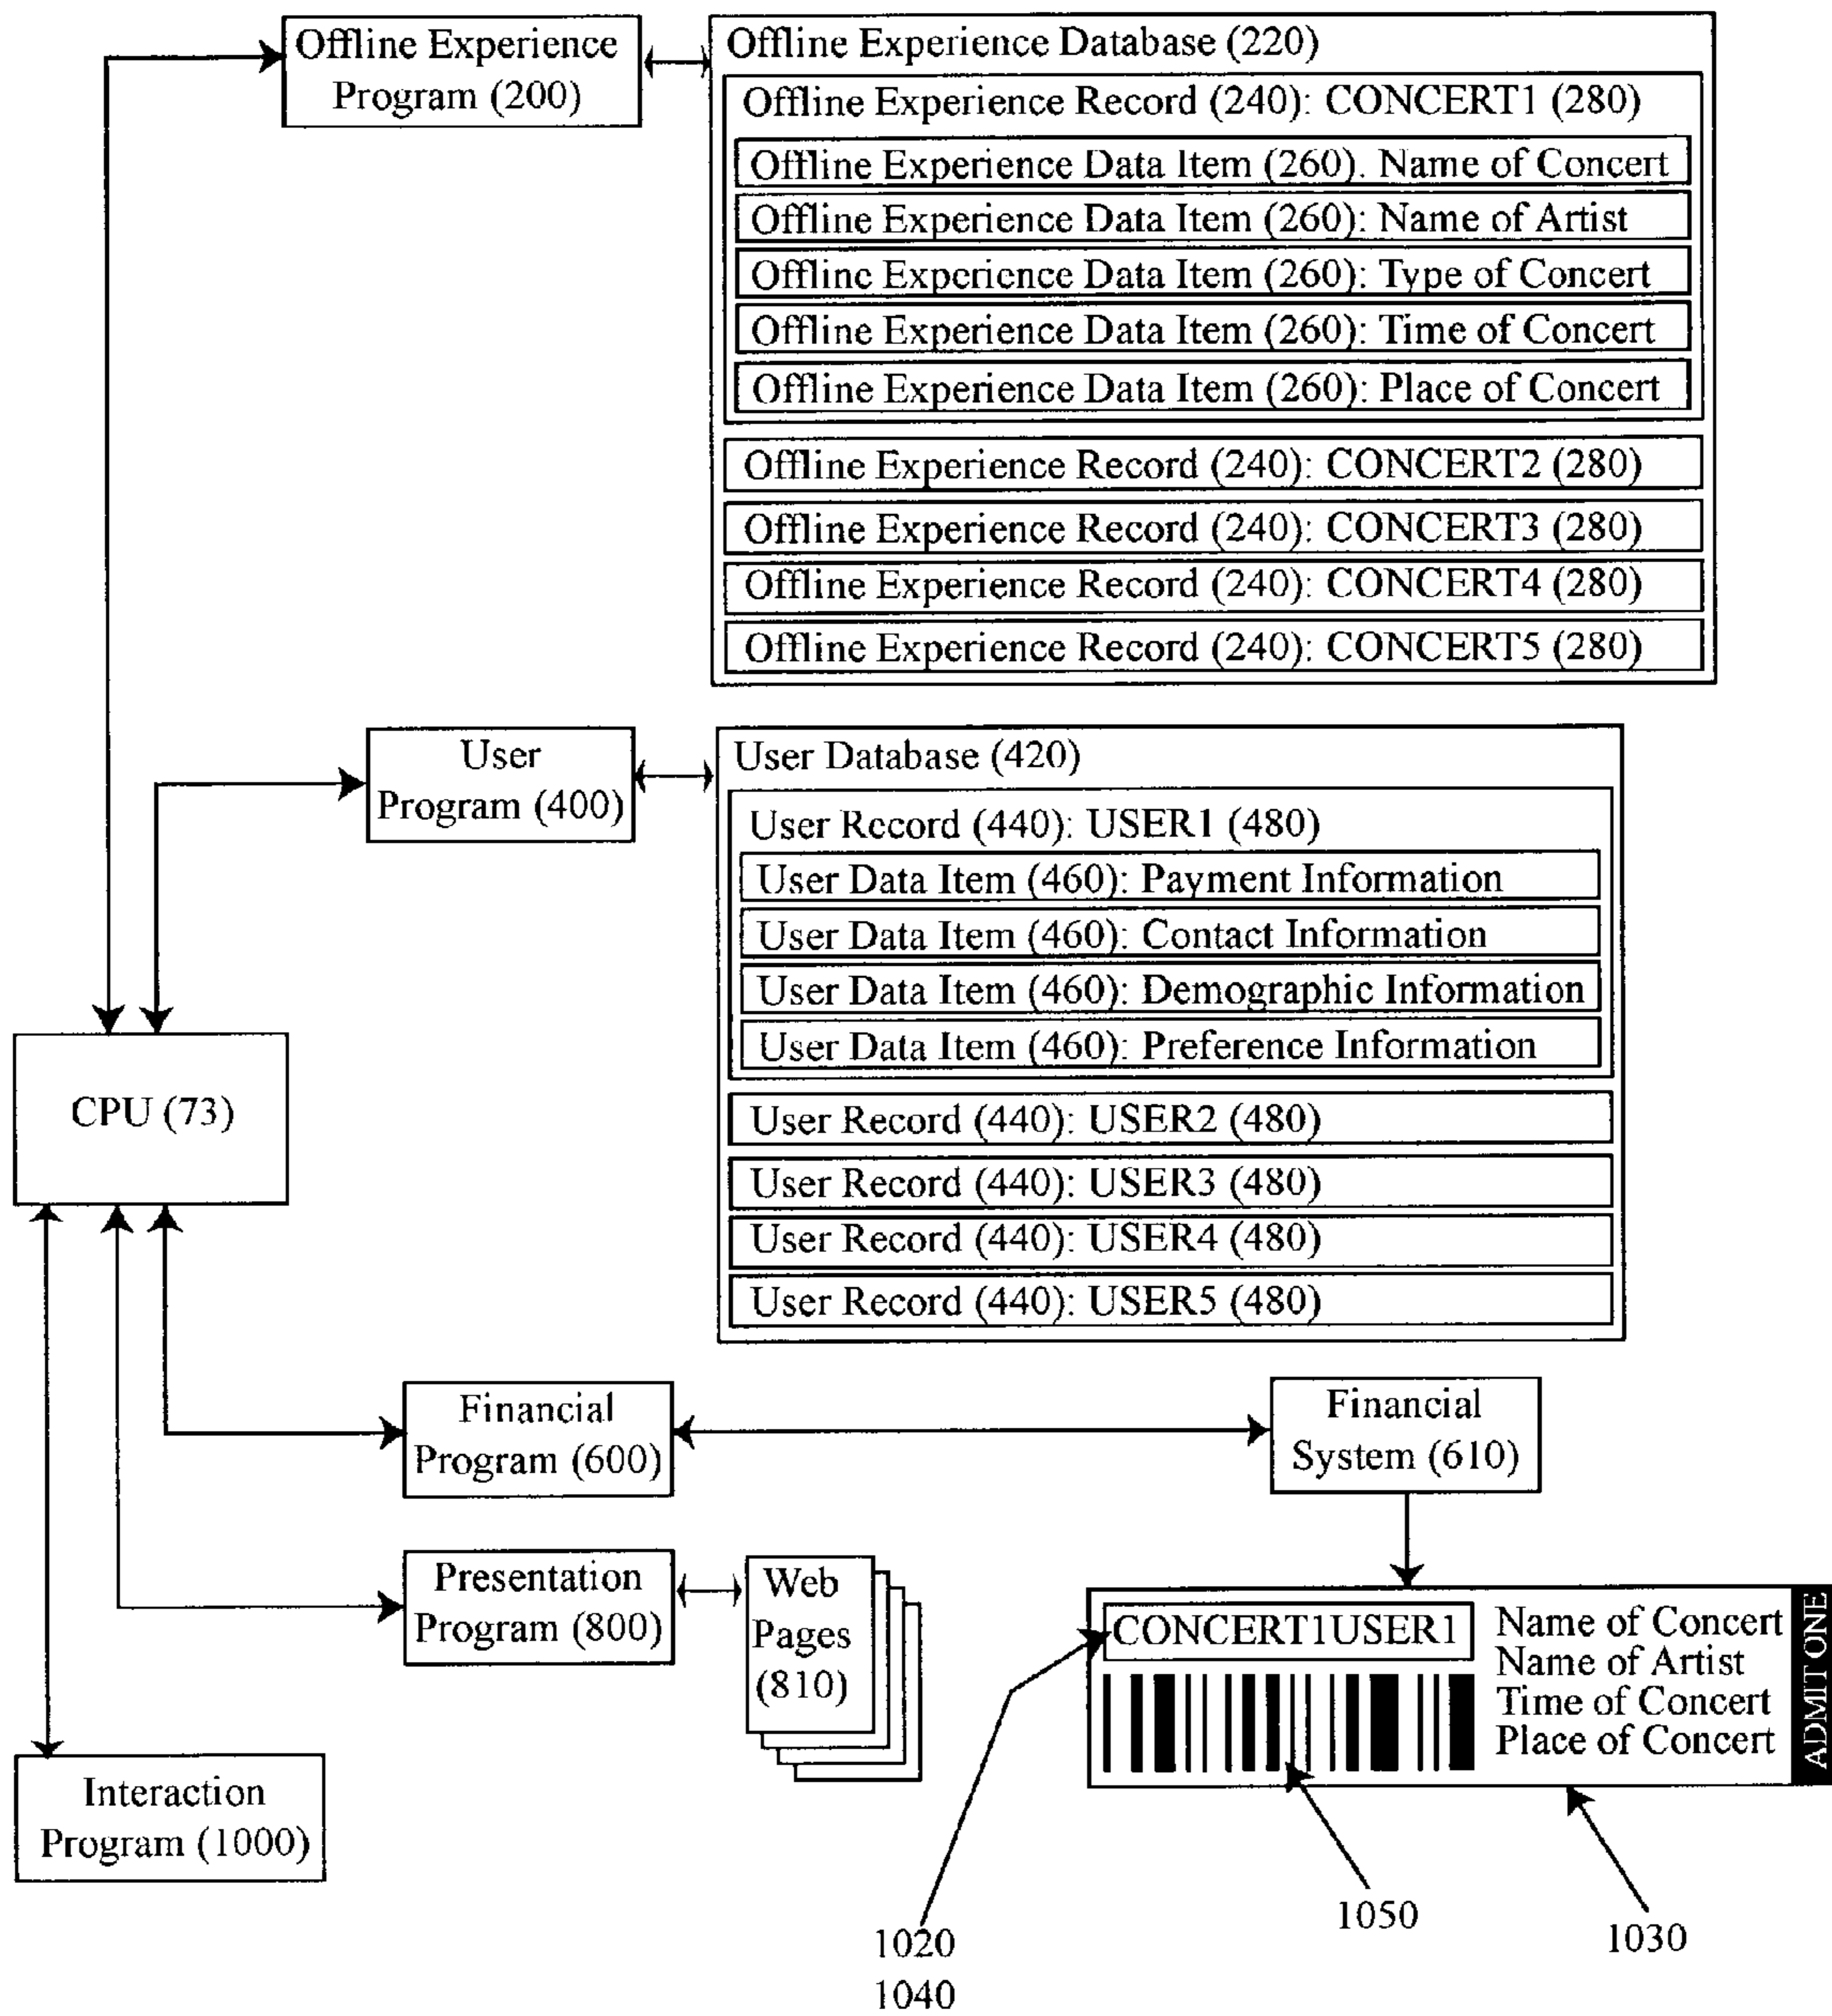 Offline Experience
Program (200)
Offline Experience Database (220)
Offline Experience Record (240): CONCERT1 (280)
Offline Experience Data Item (260). Name of Concert
Offline Experience Data Item (260): Name of Artist
Offline Experience Data Item (260): Type of Concert
Offline Experience Data Item (260): Time of Concert
Offline Experience Data Item (260): Place of Concert
Offline Experience Record (240): CONCERT2 (280)
Offline Experience Record (240): CONCERT3 (280)
Offline Experience Record (240): CONCERT4 (280)
Offline Experience Record (240): CONCERT5 (280)
User
Program (400)
User Database (420)
User Record (440): USER1 (480)
User Data Item (460): Payment Information
User Data Item (460): Contact Information
User Data Item (460): Demographic Information
User Data Item (460): Preference Information
User Record (440): USER2 (480)
User Record (440): USER3 (480)
User Record (440): USER4 (480)
User Record (440): USER5 (480)
CPU (73)
Financial
Program (600)
Financial
System (610)
Presentation
Program (800)
Web
Pages
(810)
CONCERT1USER1
Name of Concert
Name of Artist
Time of Concert
Place of Concert
ADMIT ONE
Interaction
Program (1000)
1020
1040
1050
1030